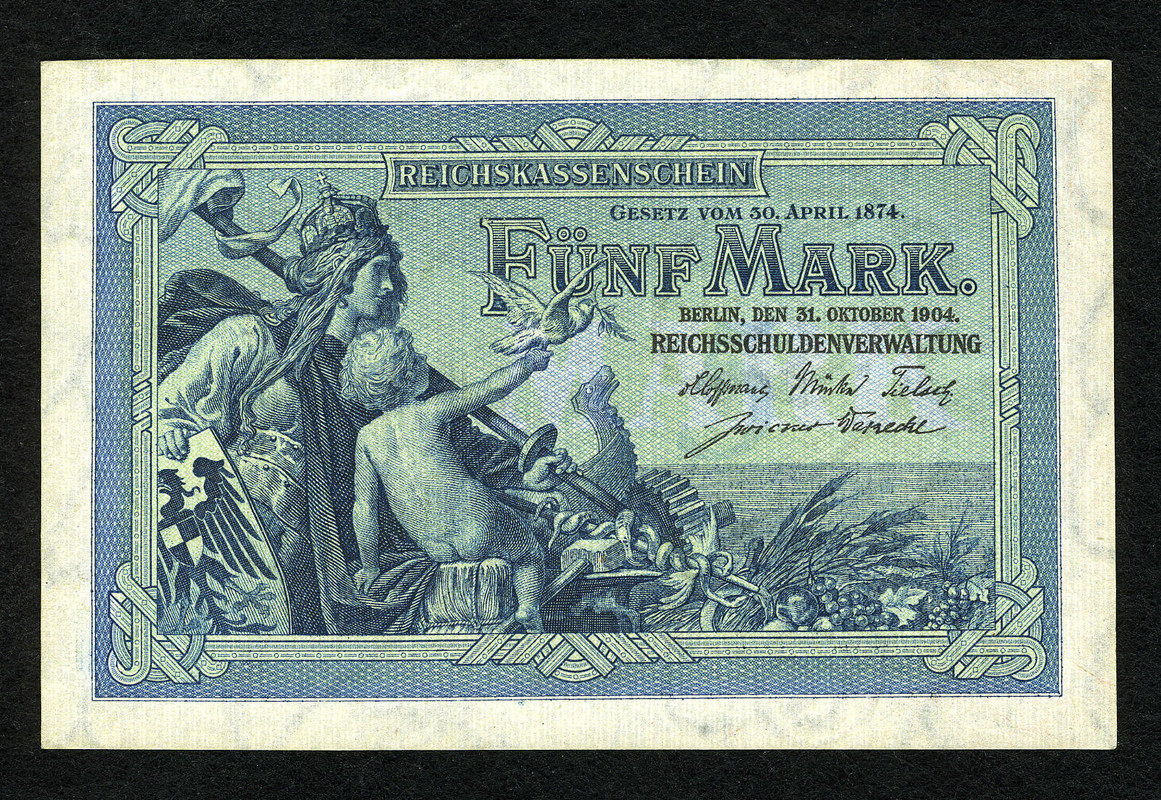 REICHSKASSENSCHEIN
GESETZ VOM 30. APRIL 1874.
FÜNF MARK.
BERLIN, DEN 31. OKTOBER 1904.
REICHSSCHULDENVERWALTUNG